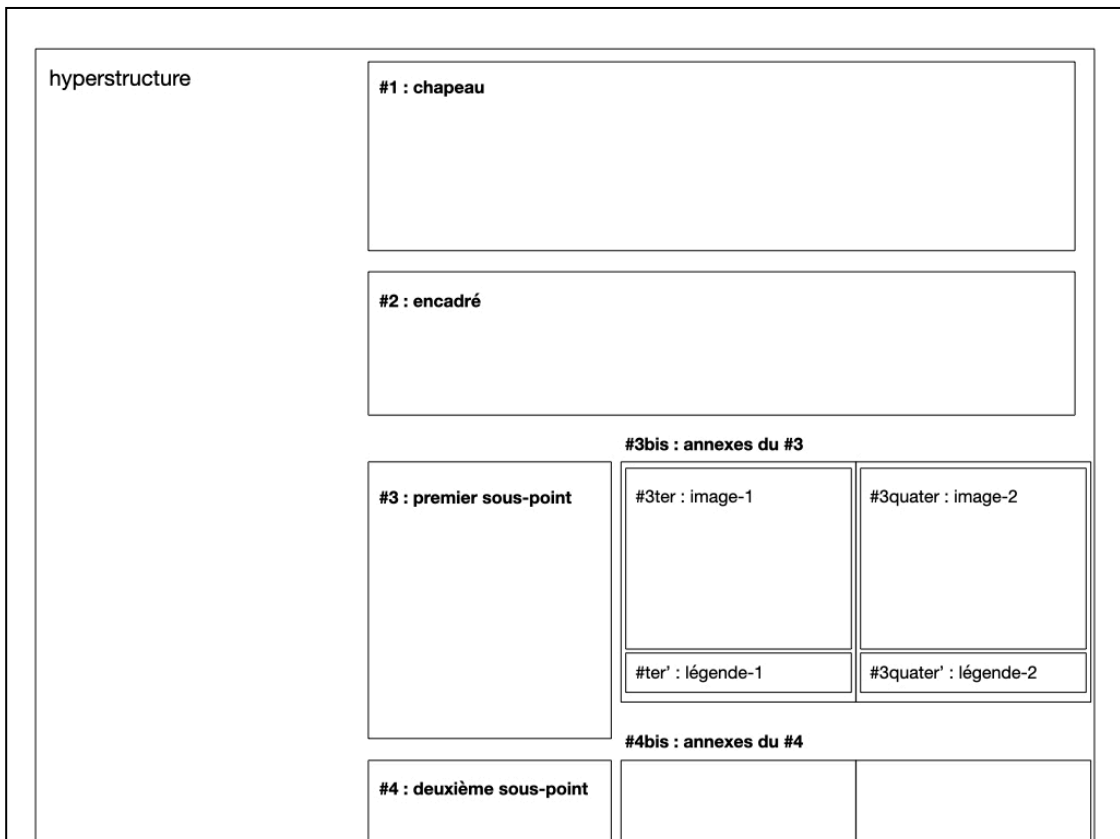 hyperstructure
#1 : chapeau
#2 : encadré
#3bis : annexes du #3
#3 : premier sous-point
#3ter : image-1
#3quater : image-2
#ter’ : légende-1
#3quater’ : légende-2
#4bis : annexes du #4
#4 : deuxième sous-point